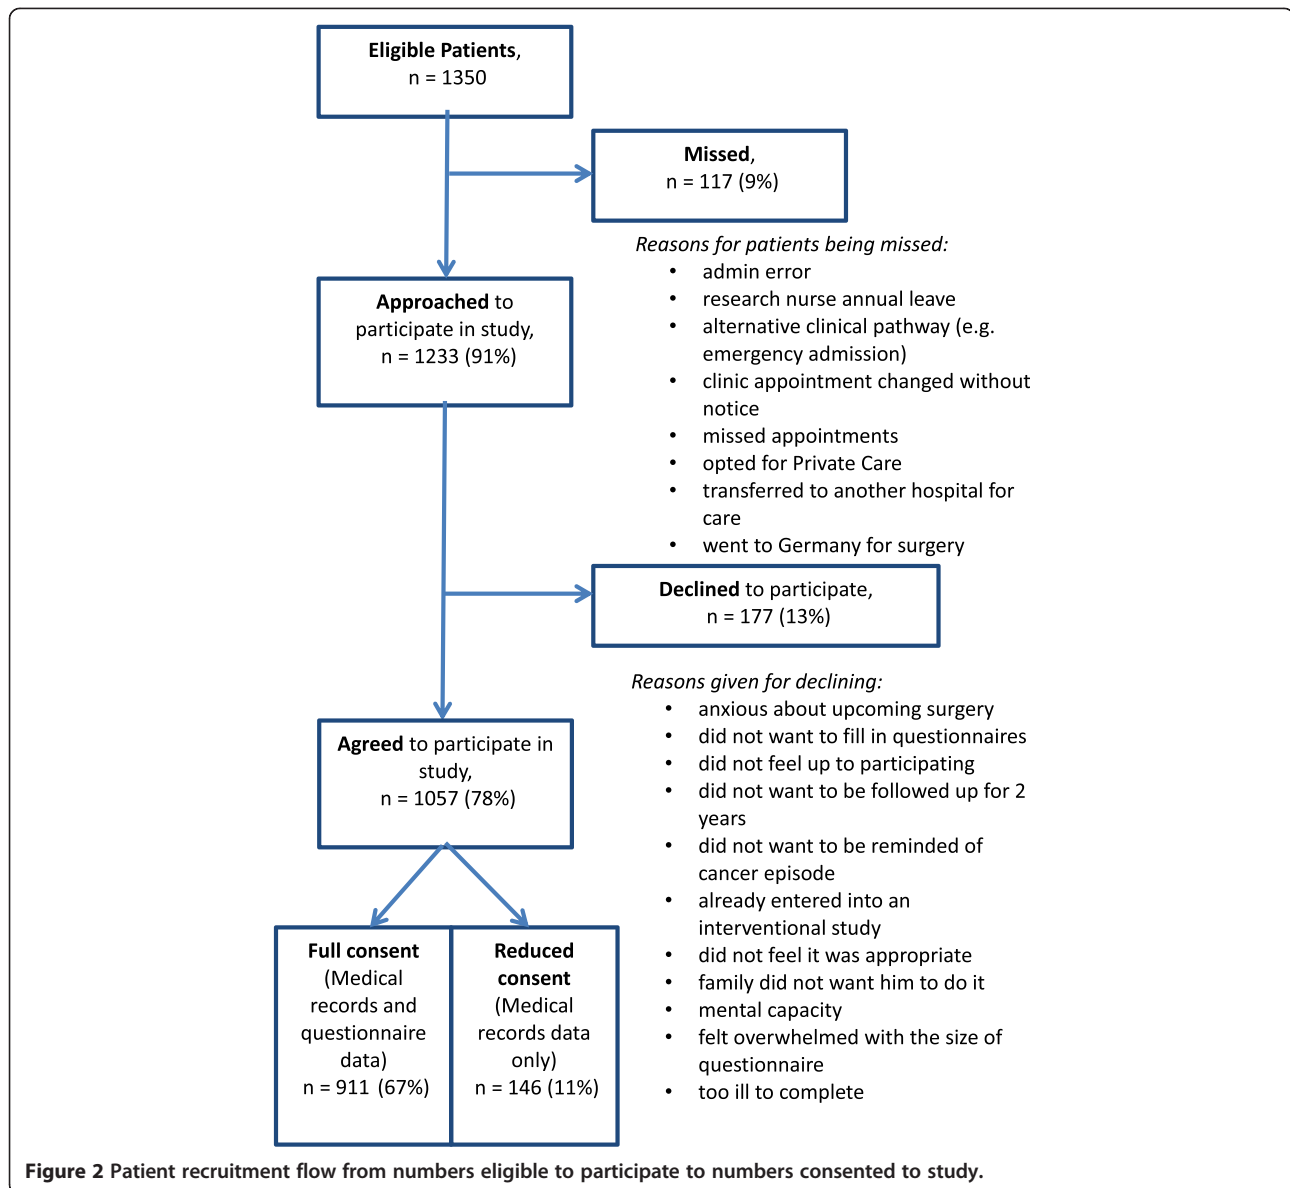 Eligible Patients,
n = 1350
Missed,
n = 117 (9%)
Reasons for patients being missed:
• admin error
• research nurse annual leave
• alternative clinical pathway (e.g.
emergency admission)
• clinic appointment changed without
notice
• missed appointments
• opted for Private Care
• transferred to another hospital for
care
• went to Germany for surgery
Approached to
participate in study,
n = 1233 (91%)
Declined to participate,
n = 177 (13%)
Reasons given for declining:
• anxious about upcoming surgery
• did not want to fill in questionnaires
• did not feel up to participating
• did not want to be followed up for 2
years
• did not want to be reminded of
cancer episode
• already entered into an
interventional study
• did not feel it was appropriate
• family did not want him to do it
• mental capacity
• felt overwhelmed with the size of
questionnaire
• too ill to complete
Agreed to participate in
study,
n = 1057 (78%)
Full consent
(Medical
records and
questionnaire
data)
n = 911 (67%)
Reduced
consent
(Medical
records data
only)
n = 146 (11%)
Figure 2 Patient recruitment flow from numbers eligible to participate to numbers consented to study.